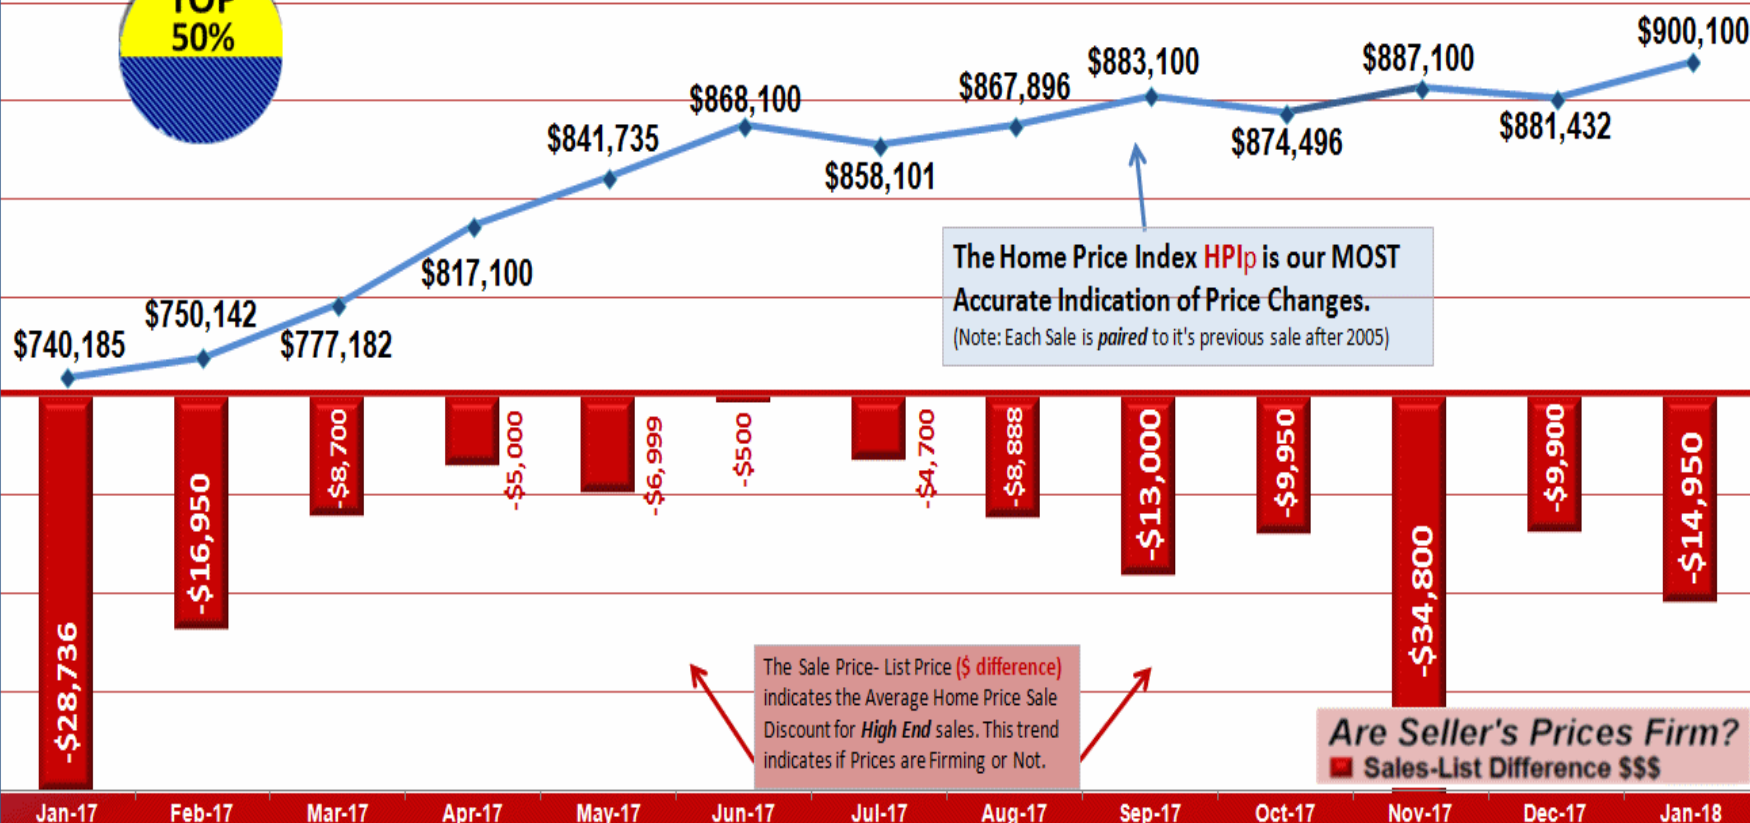 TOP
50%
$740,185
$750,142
$777,182
$817,100
$841,735
$868,100
$858,101
$867,896
$883,100
$874,496
$887,100
$881,432
$900,100
The Home Price Index HPIp is our MOST
Accurate Indication of Price Changes.
(Note: Each Sale is paired to it's previous sale after 2005)
-$28,736
-$16,950
-$8,700
-$5,000
-$6,999
-$500
-$4,700
-$8,888
-$13,000
-$9,950
-$34,800
-$9,900
-$14,950
The Sale Price- List Price ($ difference)
indicates the Average Home Price Sale
Discount for High End sales. This trend
indicates if Prices are Firming or Not.
Are Seller's Prices Firm?
Sales-List Difference $$$
Jan-17 Feb-17 Mar-17 Apr-17 May-17 Jun-17 Jul-17 Aug-17 Sep-17 Oct-17 Nov-17 Dec-17 Jan-18